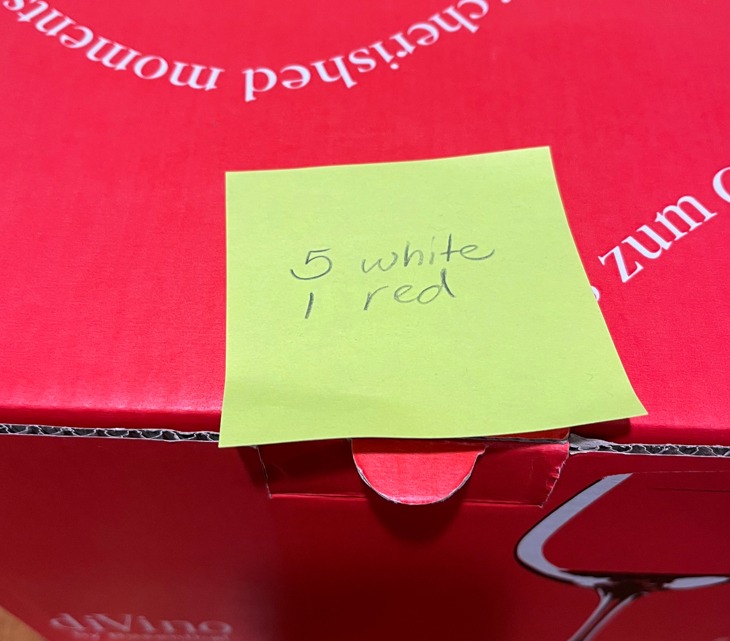 cherished moments
zum
5 white
1 red
diVino